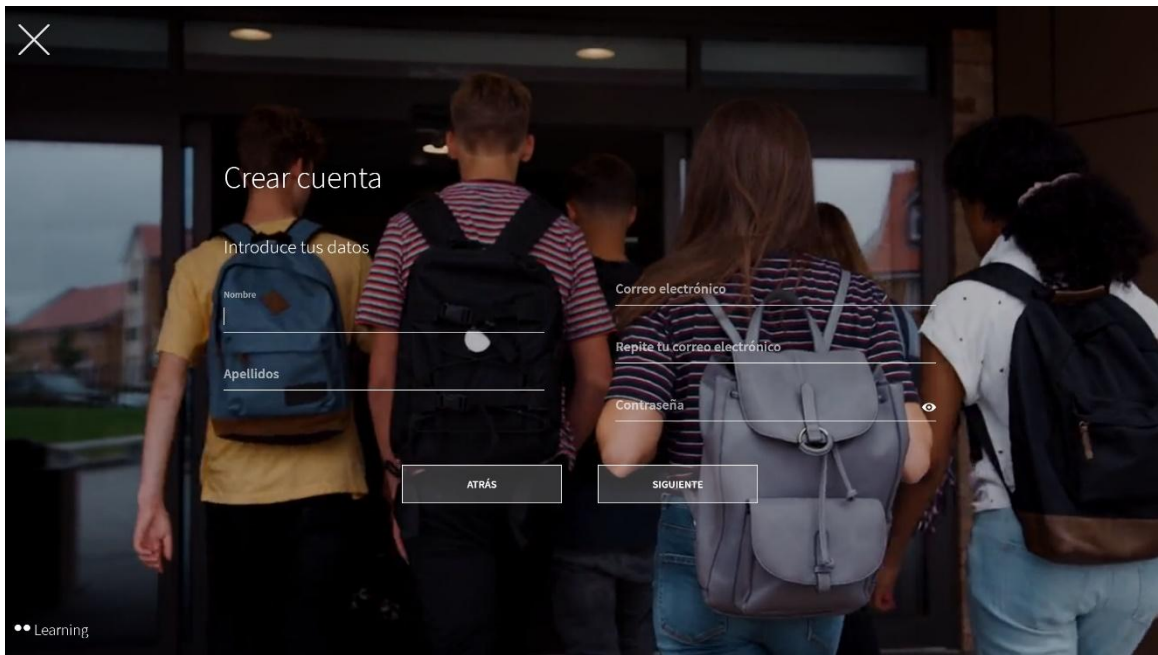 Crear cuenta
Introduce tus datos
Nombre
Apellidos
Correo electrónico
Repite tu correo electrónico
Contraseña
ATRÁS
SIGUIENTE
Learning